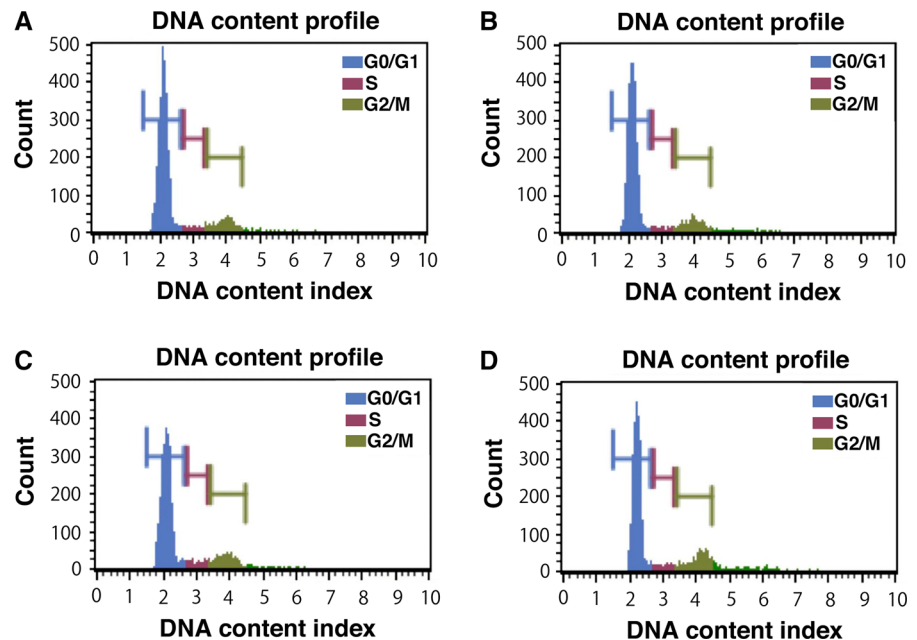 A
DNA content profile
500
400
300
200
100
0
Count
G0/G1
S
G2/M
0 1 2 3 4 5 6 7 8 9 10
DNA content index
B
DNA content profile
500
400
300
200
100
0
Count
G0/G1
S
G2/M
0 1 2 3 4 5 6 7 8 9 10
DNA content index
C
DNA content profile
500
400
300
200
100
0
Count
G0/G1
S
G2/M
0 1 2 3 4 5 6 7 8 9 10
DNA content index
D
DNA content profile
500
400
300
200
100
0
Count
G0/G1
S
G2/M
0 1 2 3 4 5 6 7 8 9 10
DNA content index